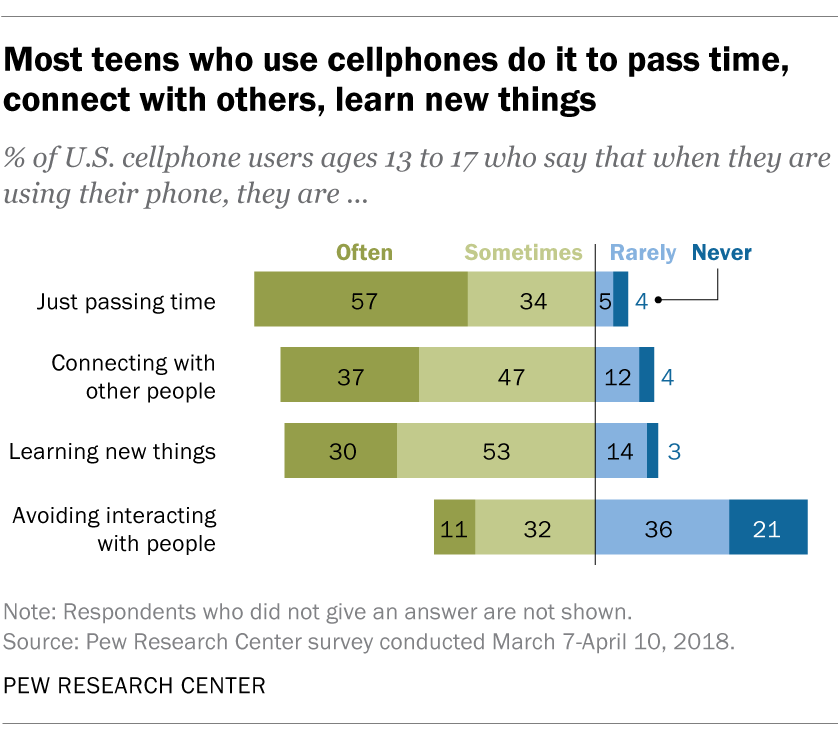 Most teens who use cellphones do it to pass time,
connect with others, learn new things
% of U.S. cellphone users ages 13 to 17 who say that when they are
using their phone, they are ...
Often Sometimes Rarely Never
Just passing time 57 34 5 4
Connecting with
other people 37 47 12 4
Learning new things 30 53 14 3
Avoiding interacting
with people 11 32 36 21
Note: Respondents who did not give an answer are not shown.
Source: Pew Research Center survey conducted March 7-April 10, 2018.
PEW RESEARCH CENTER